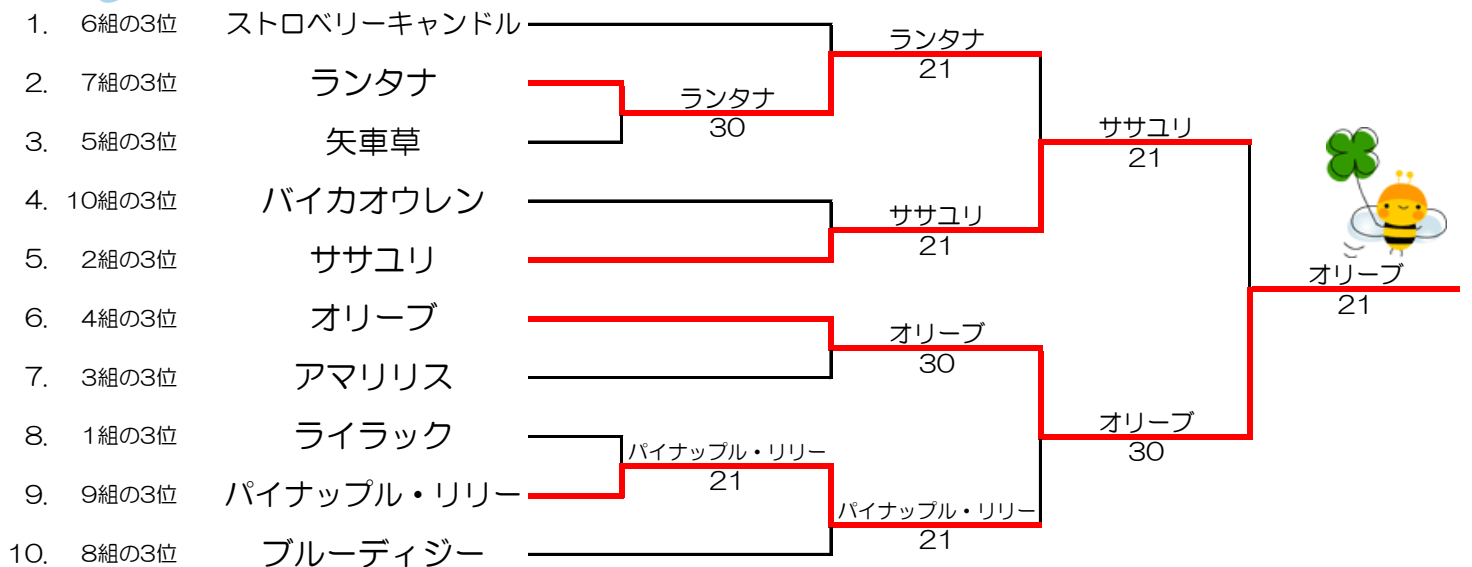 1. 6組の3位 ストロベリーキャンドル
2. 7組の3位 ランタナ
3. 5組の3位 矢車草
4. 10組の3位 バイカオウレン
5. 2組の3位 ササユリ
6. 4組の3位 オリーブ
7. 3組の3位 アマリリス
8. 1組の3位 ライラック
9. 9組の3位 パイナップル・リリー
10. 8組の3位 ブルーディジー
ランタナ
30
パイナップル・リリー
21
ランタナ
21
ササユリ
21
オリーブ
30
パイナップル・リリー
21
ササユリ
21
オリーブ
30
オリーブ
21